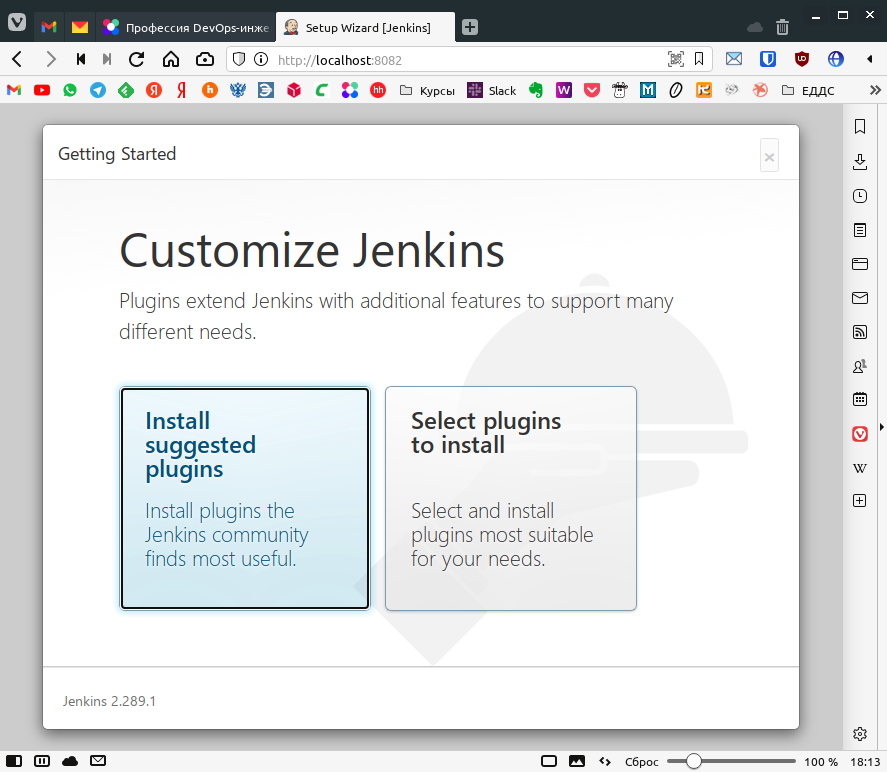 Профессия DevOps-инже
Setup Wizard [Jenkins]
http://localhost:8082
Курсы
Slack
ЕДДС
Getting Started
Customize Jenkins
Plugins extend Jenkins with additional features to support many
different needs.
Install
suggested
plugins
Install plugins the
Jenkins community
finds most useful.
Select plugins
to install
Select and install
plugins most suitable
for your needs.
Jenkins 2.289.1
Сброс
100 %
18:13